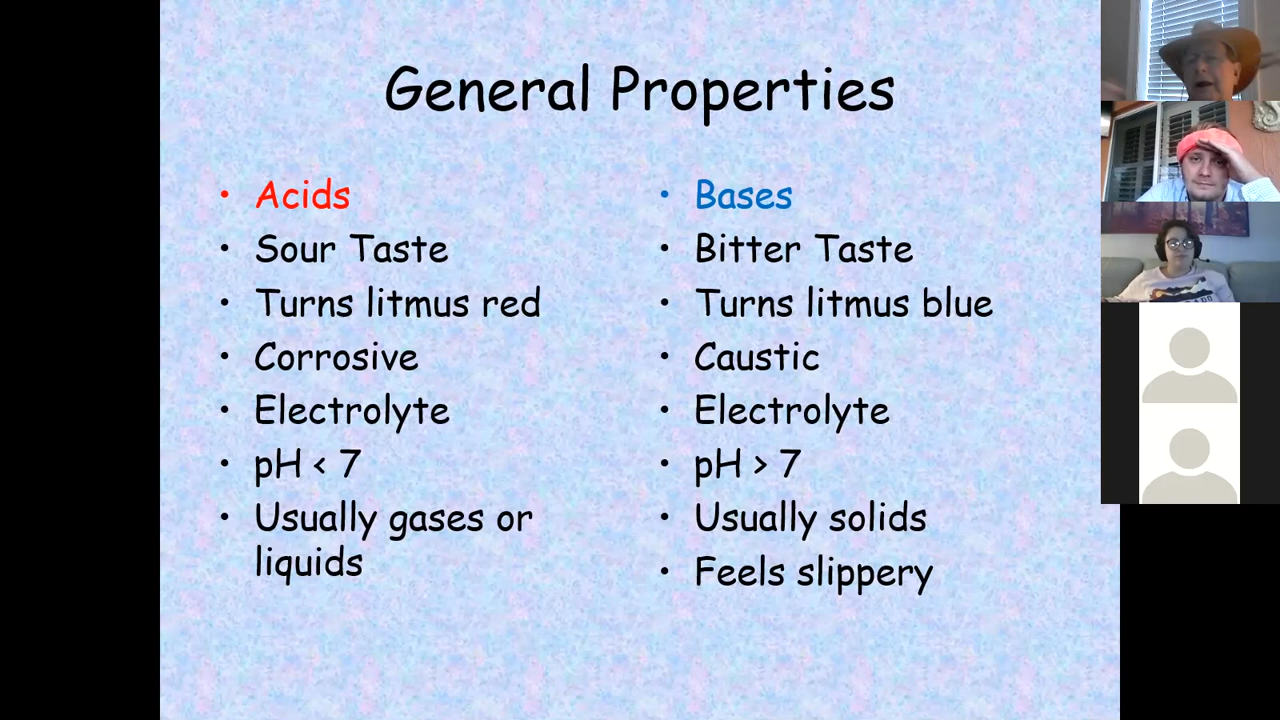 General Properties
• Acids
• Sour Taste
• Turns litmus red
• Corrosive
• Electrolyte
• pH < 7
• Usually gases or
liquids
• Bases
• Bitter Taste
• Turns litmus blue
• Caustic
• Electrolyte
• pH > 7
• Usually solids
• Feels slippery